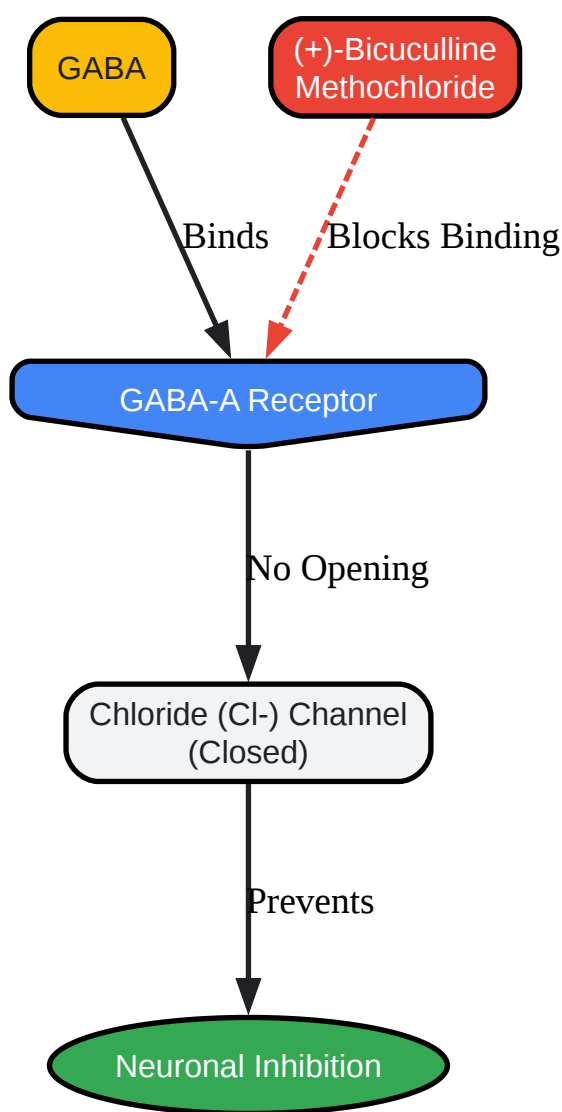 GABA
(+)-Bicuculline
Methochloride
Binds
Blocks Binding
GABA-A Receptor
No Opening
Chloride (Cl-) Channel
(Closed)
Prevents
Neuronal Inhibition